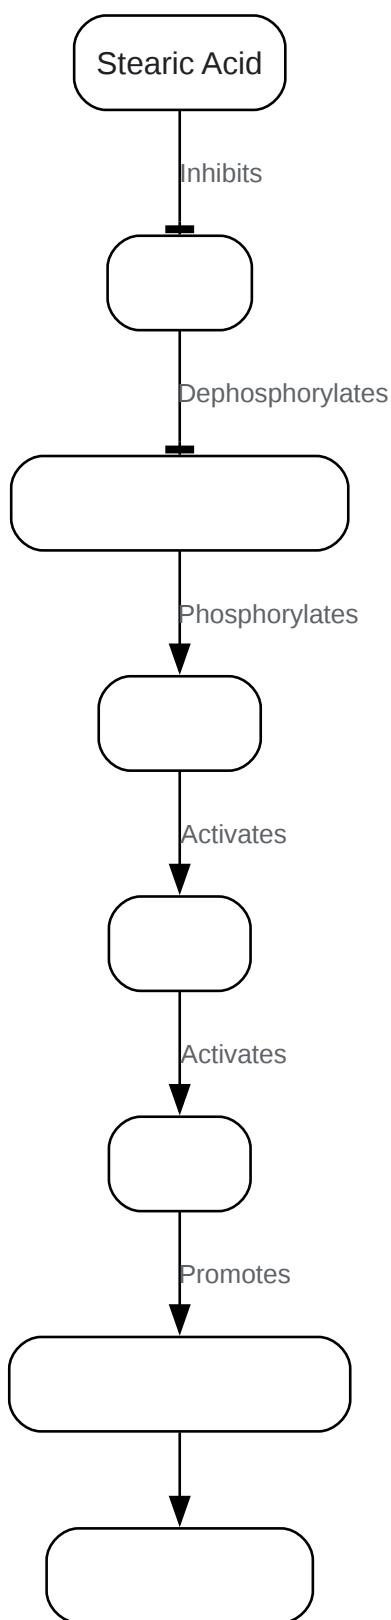 Stearic Acid
Inhibits
Dephosphorylates
Phosphorylates
Activates
Activates
Promotes